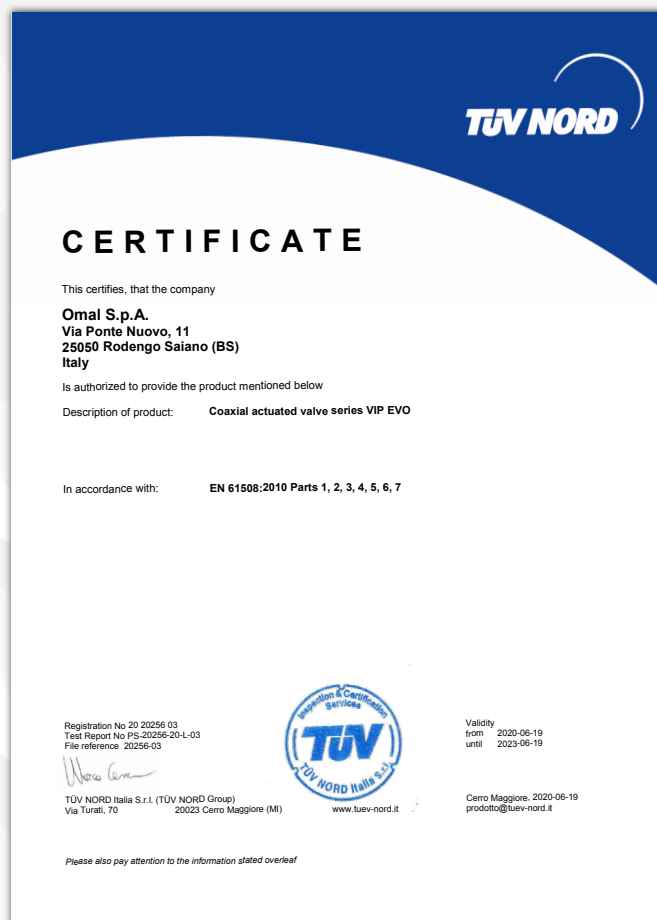 TÜV NORD
CERTIFICATE
This certifies, that the company
Omal S.p.A.
Via Ponte Nuovo, 11
25050 Rodengo Saiano (BS)
Italy
Is authorized to provide the product mentioned below
Description of product: Coaxial actuated valve series VIP EVO
In accordance with: EN 61508:2010 Parts 1, 2, 3, 4, 5, 6, 7
Registration No 20 20256 03
Test Report No PS-20256-20-L-03
File reference 20256-03
Inspection & Certification
Services
TÜV
TÜV NORD Italia S.r.l.
Validity
from 2020-06-19
until 2023-06-19
TÜV NORD Italia S.r.l. (TÜV NORD Group)
Via Turati, 70 20023 Cerro Maggiore (MI) www.tuev-nord.it
Cerro Maggiore, 2020-06-19
prodotto@tuev-nord.it
Please also pay attention to the information stated overleaf